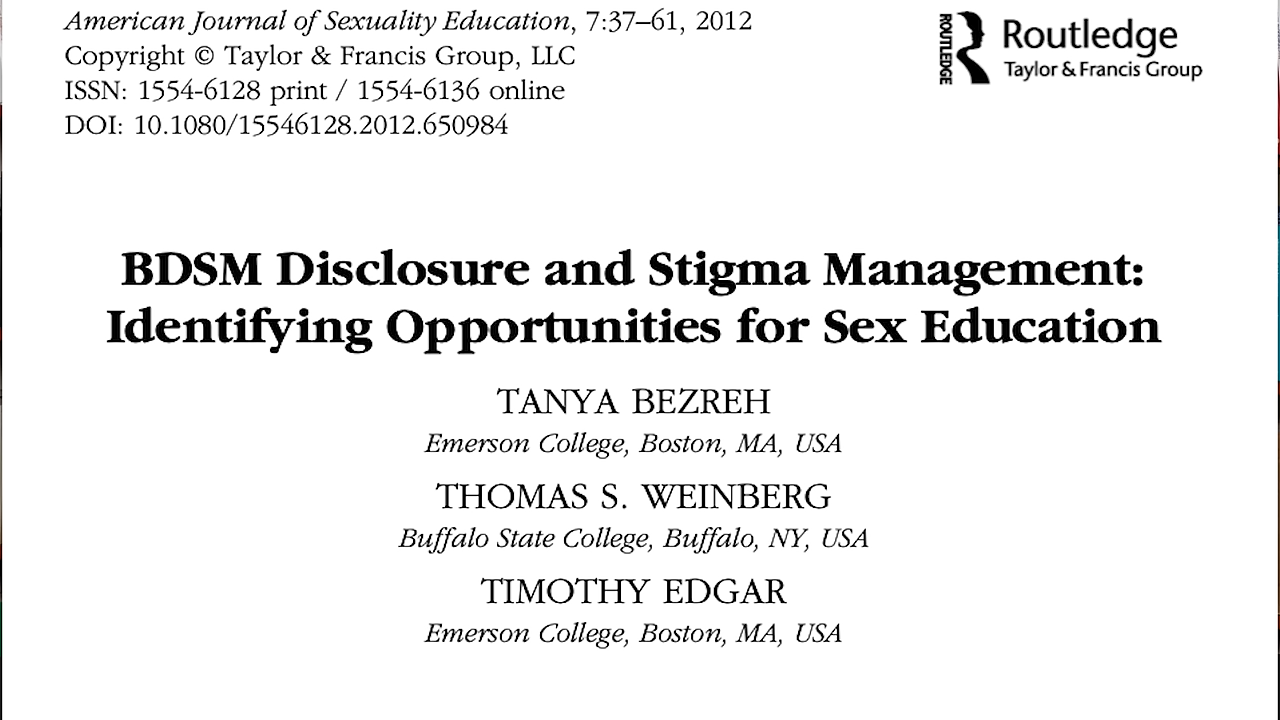 American Journal of Sexuality Education, 7:37–61, 2012
Copyright © Taylor & Francis Group, LLC
ISSN: 1554-6128 print / 1554-6136 online
DOI: 10.1080/15546128.2012.650984
ROUTLEDGE
Routledge
Taylor & Francis Group
BDSM Disclosure and Stigma Management:
Identifying Opportunities for Sex Education
TANYA BEZREH
Emerson College, Boston, MA, USA
THOMAS S. WEINBERG
Buffalo State College, Buffalo, NY, USA
TIMOTHY EDGAR
Emerson College, Boston, MA, USA